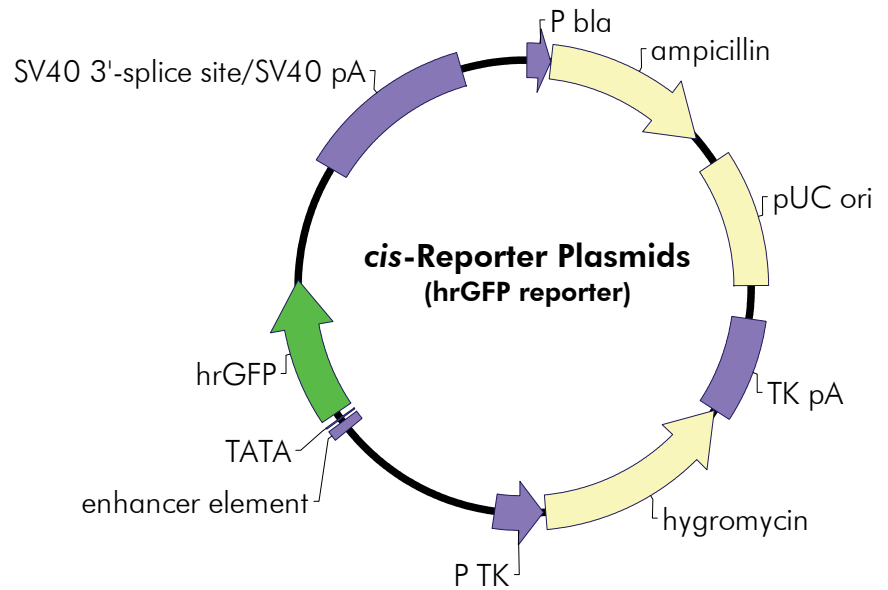 P bla
ampicillin
SV40 3'-splice site/SV40 pA
pUC ori
cis-Reporter Plasmids
(hrGFP reporter)
hrGFP
TK pA
TATA
enhancer element
hygromycin
P TK